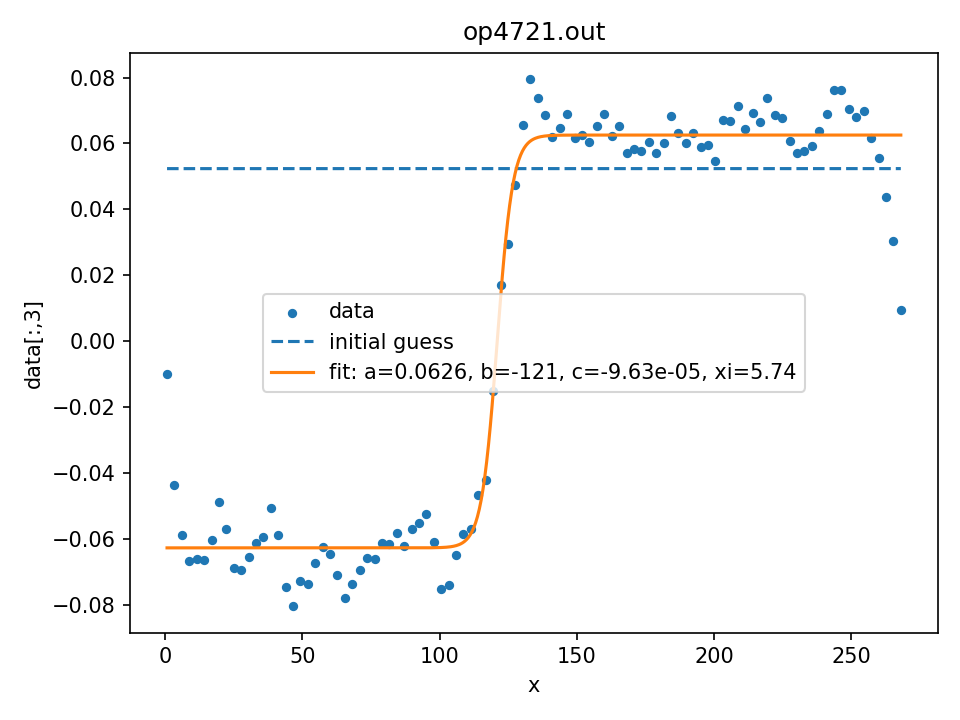 op4721.out
0.08
0.06
0.04
0.02
0.00
−0.02
−0.04
−0.06
−0.08
data[:,3]
data
initial guess
fit: a=0.0626, b=-121, c=-9.63e-05, xi=5.74
0 50 100 150 200 250
x